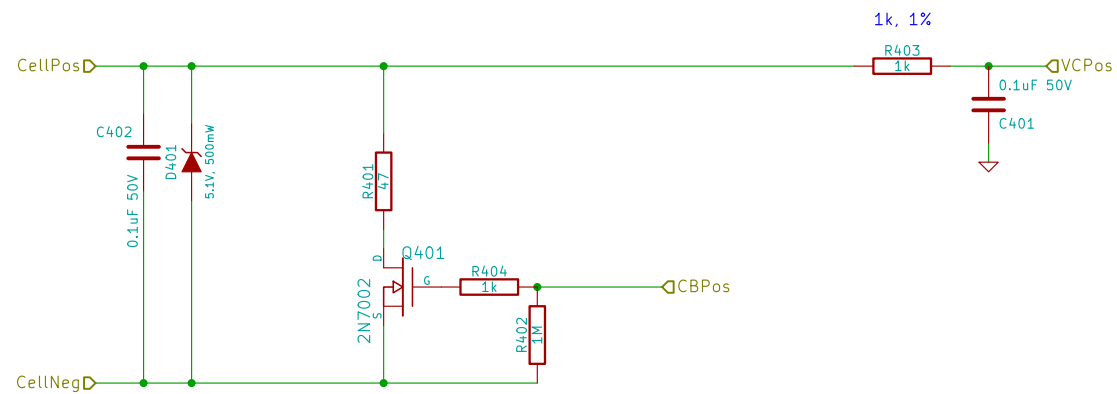 1k, 1%
CellPos
R403
1k
VCPos
0.1uF 50V
C401
C402
0.1uF 50V
D401
5.1V, 500mW
R401
47
D
Q401
G
S
2N7002
R404
1k
CBPos
R402
1M
CellNeg